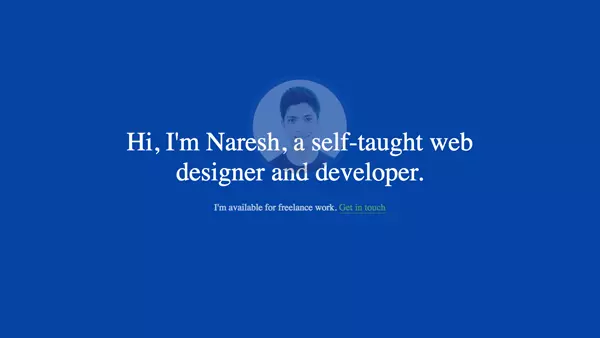 Hi, I'm Naresh, a self-taught web
designer and developer.
I'm available for freelance work. Get in touch